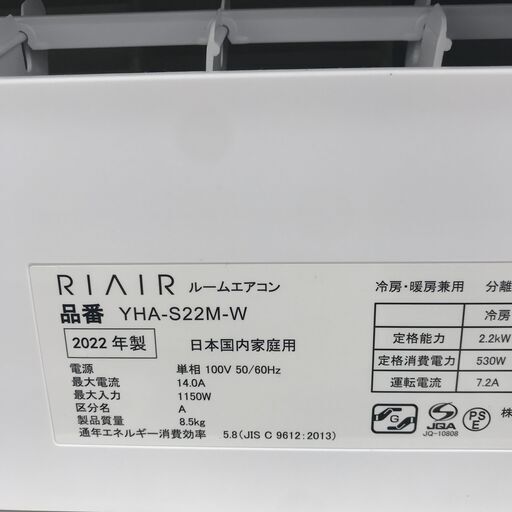 RIAIR ルームエアコン
品番 YHA-S22M-W
2022 年製 日本国内家庭用
電源 単相 100V 50/60Hz
最大電流 14.0A
最大入力 1150W
区分名 A
製品質量 8.5kg
通年エネルギー消費効率 5.8(JIS C 9612:2013)
冷房・暖房兼用 分離
冷房
定格能力 2.2kW
定格消費電力 530W
運転電流 7.2A
G JQA PSE 株
JQ-10808